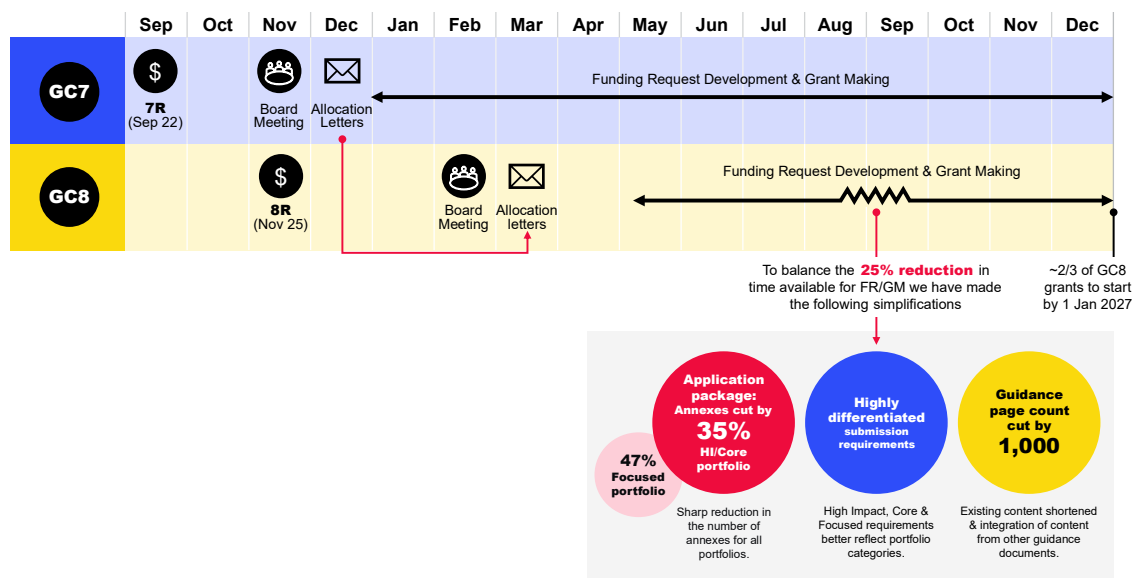 Sep Oct Nov Dec Jan Feb Mar Apr May Jun Jul Aug Sep Oct Nov Dec
GC7
$
7R
(Sep 22)
Board
Meeting
Allocation
Letters
Funding Request Development & Grant Making
GC8
$
8R
(Nov 25)
Board
Meeting
Allocation
letters
Funding Request Development & Grant Making
To balance the 25% reduction in
time available for FR/GM we have made
the following simplifications
~2/3 of GC8
grants to start
by 1 Jan 2027
47%
Focused
portfolio
Application
package:
Annexes cut by
35%
HI/Core
portfolio
Sharp reduction in
the number of
annexes for all
portfolios.
Highly
differentiated
submission
requirements
High Impact, Core &
Focused requirements
better reflect portfolio
categories.
Guidance
page count
cut by
1,000
Existing content shortened
& integration of content
from other guidance
documents.